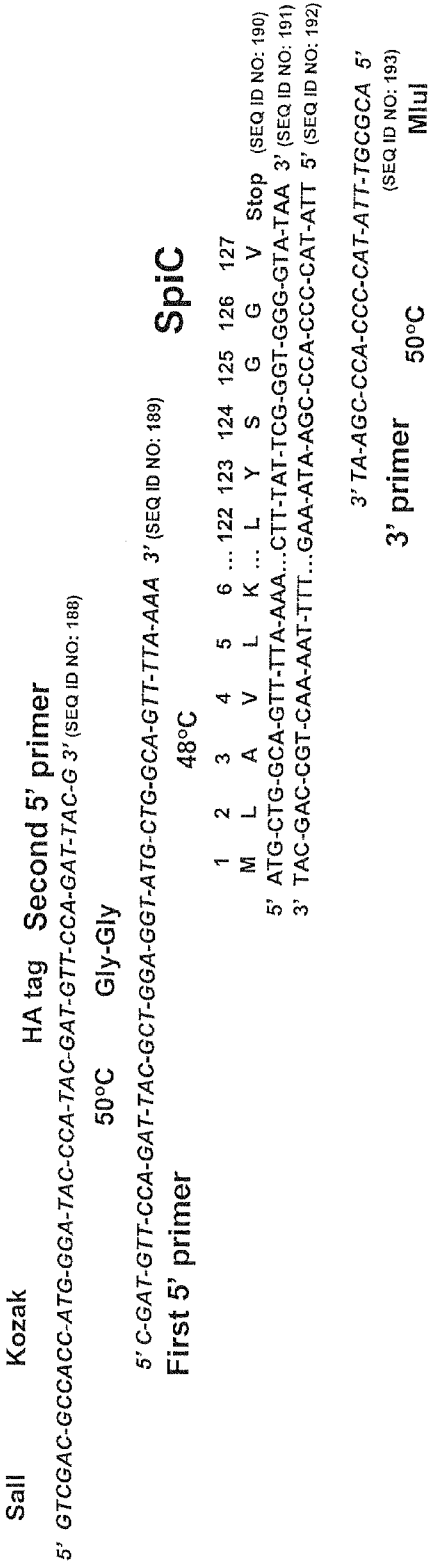 SalI Kozak
HA tag Second 5' primer
5' GTCGAC-GCCACC-ATG-GGA-TAC-CCA-TAC-GAT-GTT-CCA-GAT-TAC-G 3' (SEQ ID NO: 188)
50°C Gly-Gly
5' C-GAT-GTT-CCA-GAT-TAC-GCT-GGA-GGT-ATG-CTG-GCA-GTT-TTA-AAA 3' (SEQ ID NO: 189)
First 5' primer
48°C
SpiC
1 2 3 4 5 6 ... 122 123 124 125 126 127
M L A V L K ... L Y S G G V Stop (SEQ ID NO: 190)
5' ATG-CTG-GCA-GTT-TTA-AAA...CTT-TAT-TCG-GGT-GGG-GTA-TAA 3' (SEQ ID NO: 191)
3' TAC-GAC-CGT-CAA-AAT-TTT...GAA-ATA-AGC-CCA-CCC-CAT-ATT 5' (SEQ ID NO: 192)
3' TA-AGC-CCA-CCC-CAT-ATT-TGCGCA 5'
(SEQ ID NO: 193)
3' primer
50°C
MluI